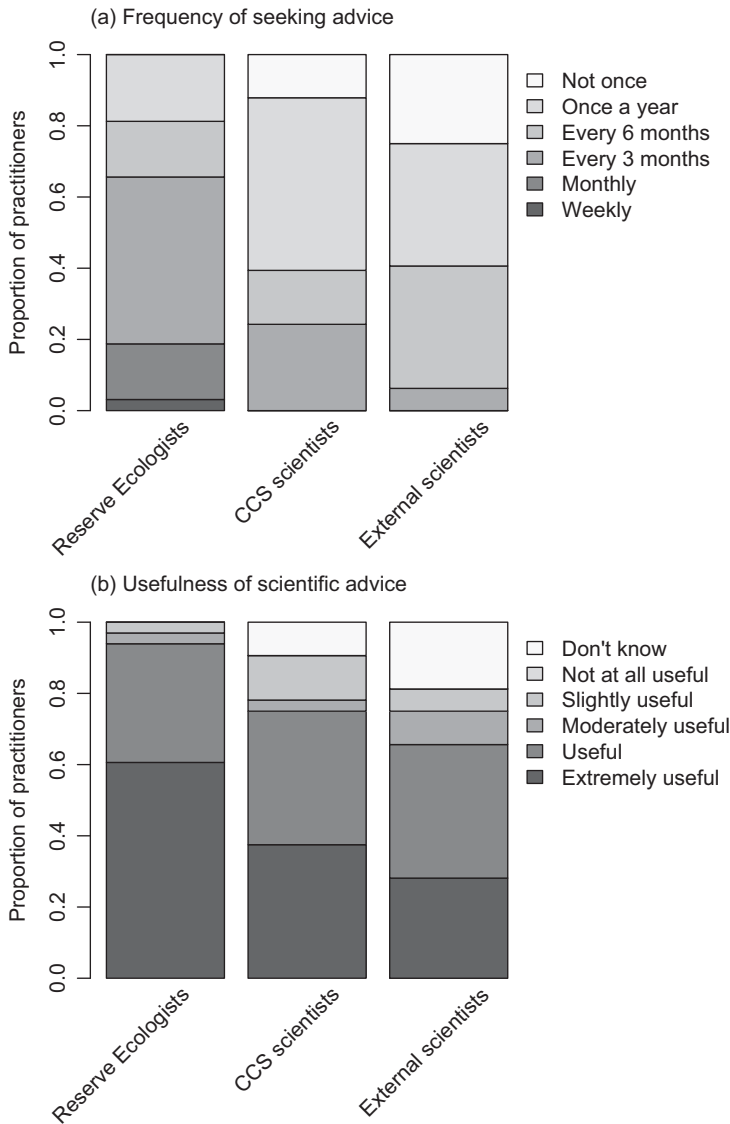 (a) Frequency of seeking advice
Proportion of practitioners
1.0
0.8
0.6
0.4
0.2
0.0
Not once
Once a year
Every 6 months
Every 3 months
Monthly
Weekly
Reserve Ecologists
CCS scientists
External scientists
(b) Usefulness of scientific advice
Proportion of practitioners
1.0
0.8
0.6
0.4
0.2
0.0
Don't know
Not at all useful
Slightly useful
Moderately useful
Useful
Extremely useful
Reserve Ecologists
CCS scientists
External scientists